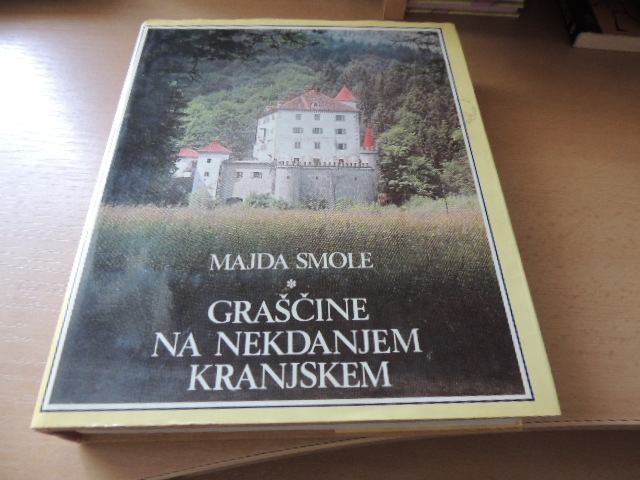 MAJDA SMOLE
*
GRAŠČINE
NA NEKDANJEM
KRANJSKEM